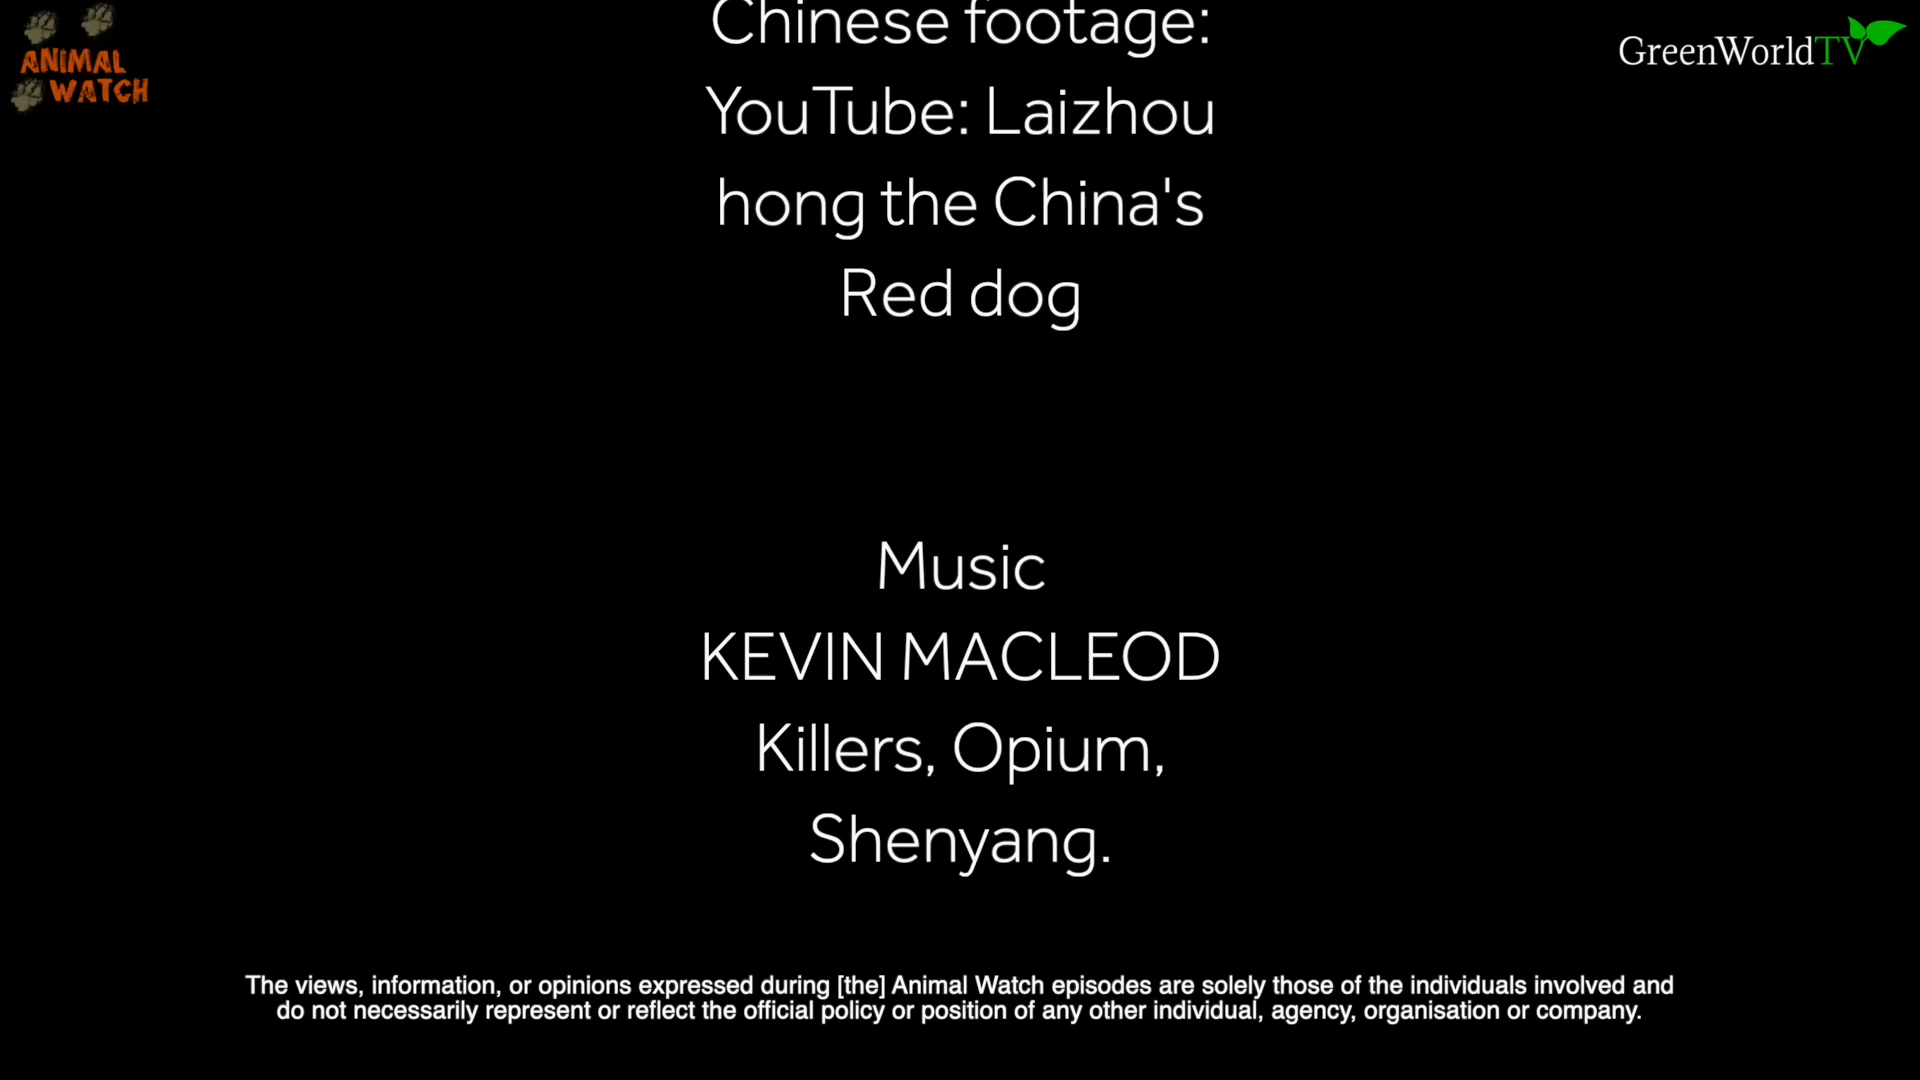 ANIMAL
WATCH
GreenWorldTV
Chinese footage:
YouTube: Laizhou
hong the China's
Red dog
Music
KEVIN MACLEOD
Killers, Opium,
Shenyang.
The views, information, or opinions expressed during [the] Animal Watch episodes are solely those of the individuals involved and
do not necessarily represent or reflect the official policy or position of any other individual, agency, organisation or company.